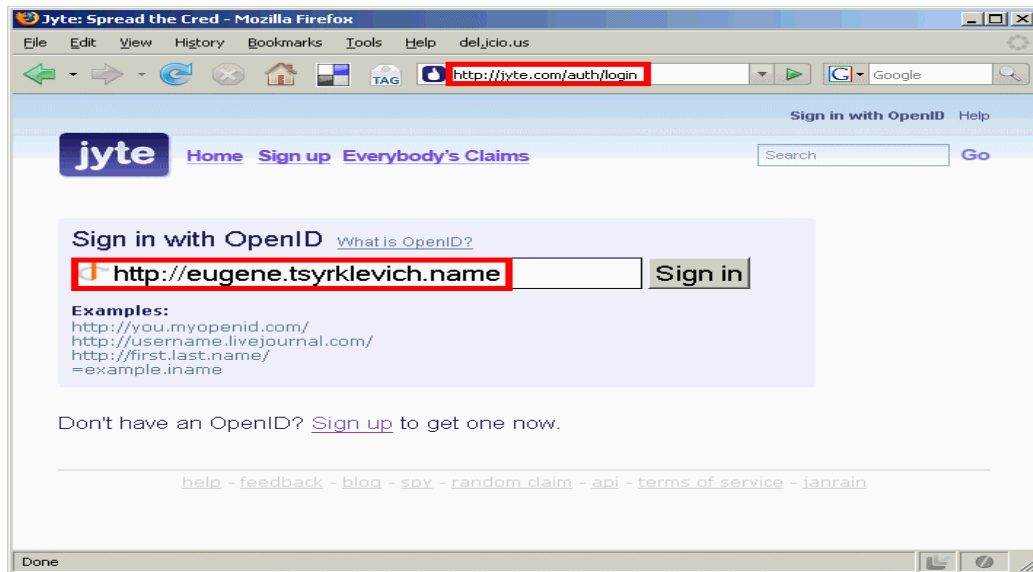 Jyte: Spread the Cred - Mozilla Firefox
File Edit View History Bookmarks Tools Help del.icio.us
TAG http://jyte.com/auth/login G Google
Sign in with OpenID Help
jyte Home Sign up Everybody's Claims Search Go
Sign in with OpenID What is OpenID?
http://eugene.tsyrklevich.name Sign in
Examples:
http://you.myopenid.com/
http://username.livejournal.com/
http://first.last.name/
=example.iname
Don't have an OpenID? Sign up to get one now.
help - feedback - blog - spy - random claim - api - terms of service - janrain
Done